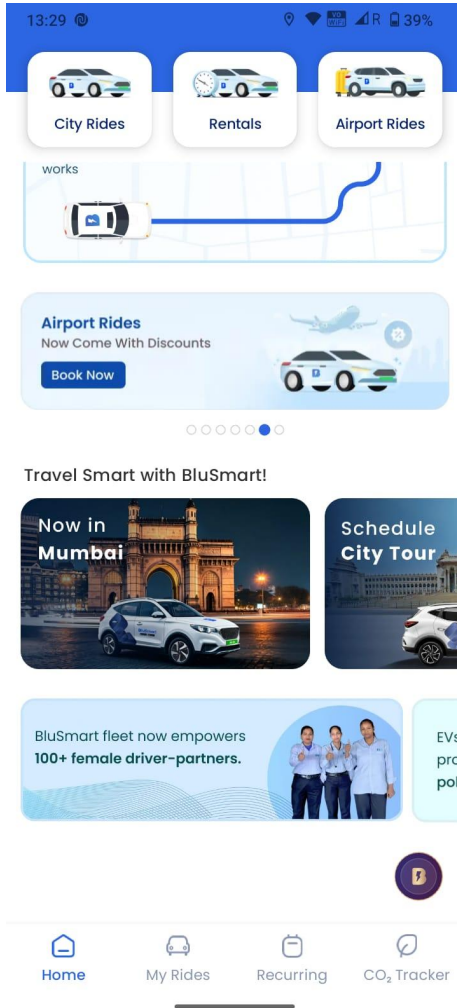 13:29
VO
WiFi
R
39%
City Rides
Rentals
Airport Rides
works
Airport Rides
Now Come With Discounts
Book Now
Travel Smart with BluSmart!
Now in
Mumbai
Schedule
City Tour
BluSmart fleet now empowers
100+ female driver-partners.
EVs
pro
pol
Home
My Rides
Recurring
CO₂ Tracker